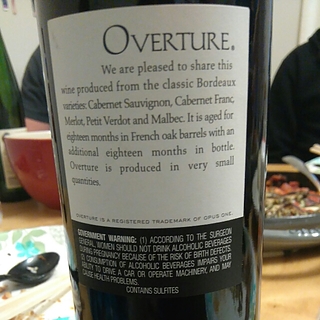 OVERTURE®
We are pleased to share this
wine produced from the classic Bordeaux
varieties: Cabernet Sauvignon, Cabernet Franc,
Merlot, Petit Verdot and Malbec. It is aged for
eighteen months in French oak barrels with an
additional eighteen months in bottle.
Overture is produced in very small
quantities.
OVERTURE IS A REGISTERED TRADEMARK OF OPUS ONE.
GOVERNMENT WARNING: (1) ACCORDING TO THE SURGEON
GENERAL, WOMEN SHOULD NOT DRINK ALCOHOLIC BEVERAGES
DURING PREGNANCY BECAUSE OF THE RISK OF BIRTH DEFECTS.
(2) CONSUMPTION OF ALCOHOLIC BEVERAGES IMPAIRS YOUR
ABILITY TO DRIVE A CAR OR OPERATE MACHINERY, AND MAY
CAUSE HEALTH PROBLEMS.
CONTAINS SULFITES